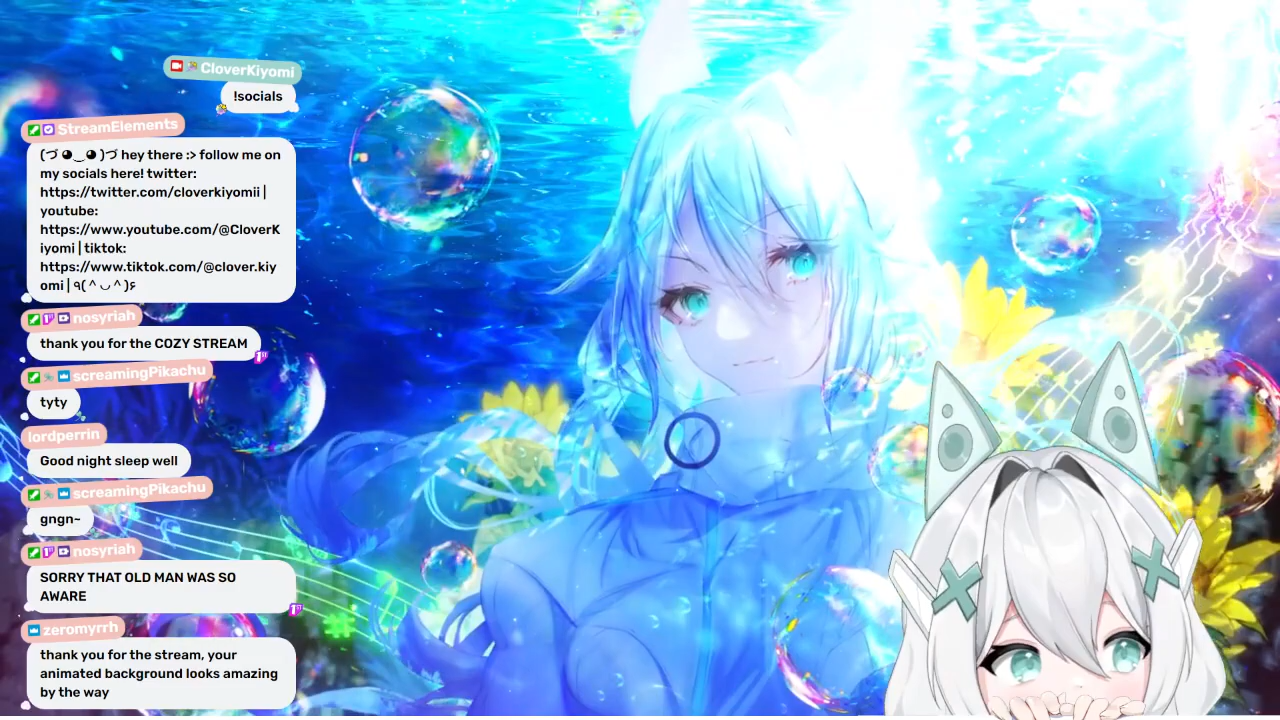 CloverKiyomi
!socials
StreamElements
(づ ◕‿◕ )づ hey there :> follow me on
my socials here! twitter:
https://twitter.com/cloverkiyomii |
youtube:
https://www.youtube.com/@CloverK
iyomi | tiktok:
https://www.tiktok.com/@clover.kiy
omi | ٩( ^ ◡ ^ )۶
nosyriah
thank you for the COZY STREAM
screamingPikachu
tyty
lordperrin
Good night sleep well
screamingPikachu
gngn~
nosyriah
SORRY THAT OLD MAN WAS SO
AWARE
zeromyrrh
thank you for the stream, your
animated background looks amazing
by the way